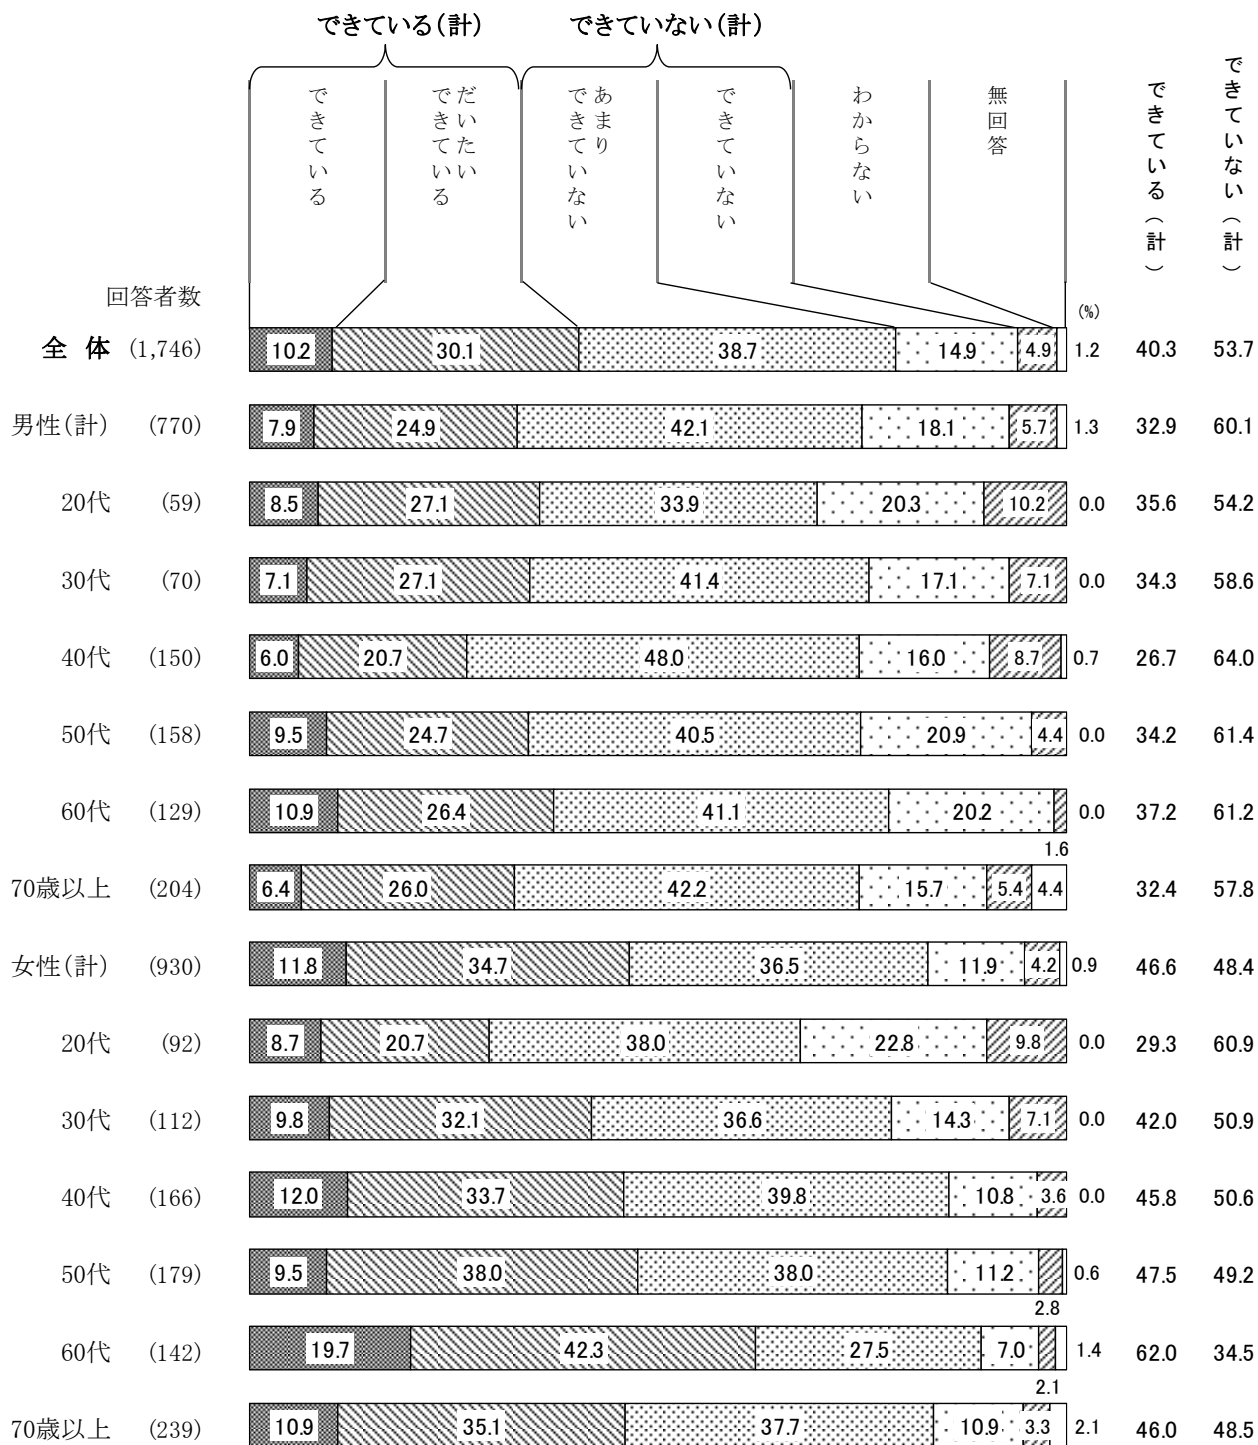 できている(計) できていない(計)
できている
だいたい
できている
あまり
できていない
できていない
わからない
無回答
できている(計)
できていない(計)
回答者数
(%)
全 体 (1,746) 10.2 30.1 38.7 14.9 4.9 1.2 40.3 53.7
男性(計) (770) 7.9 24.9 42.1 18.1 5.7 1.3 32.9 60.1
20代 (59) 8.5 27.1 33.9 20.3 10.2 0.0 35.6 54.2
30代 (70) 7.1 27.1 41.4 17.1 7.1 0.0 34.3 58.6
40代 (150) 6.0 20.7 48.0 16.0 8.7 0.7 26.7 64.0
50代 (158) 9.5 24.7 40.5 20.9 4.4 0.0 34.2 61.4
60代 (129) 10.9 26.4 41.1 20.2 0.0 37.2 61.2
1.6
70歳以上 (204) 6.4 26.0 42.2 15.7 5.4 4.4 32.4 57.8
女性(計) (930) 11.8 34.7 36.5 11.9 4.2 0.9 46.6 48.4
20代 (92) 8.7 20.7 38.0 22.8 9.8 0.0 29.3 60.9
30代 (112) 9.8 32.1 36.6 14.3 7.1 0.0 42.0 50.9
40代 (166) 12.0 33.7 39.8 10.8 3.6 0.0 45.8 50.6
50代 (179) 9.5 38.0 38.0 11.2 0.6 47.5 49.2
2.8
60代 (142) 19.7 42.3 27.5 7.0 1.4 62.0 34.5
2.1
70歳以上 (239) 10.9 35.1 37.7 10.9 3.3 2.1 46.0 48.5